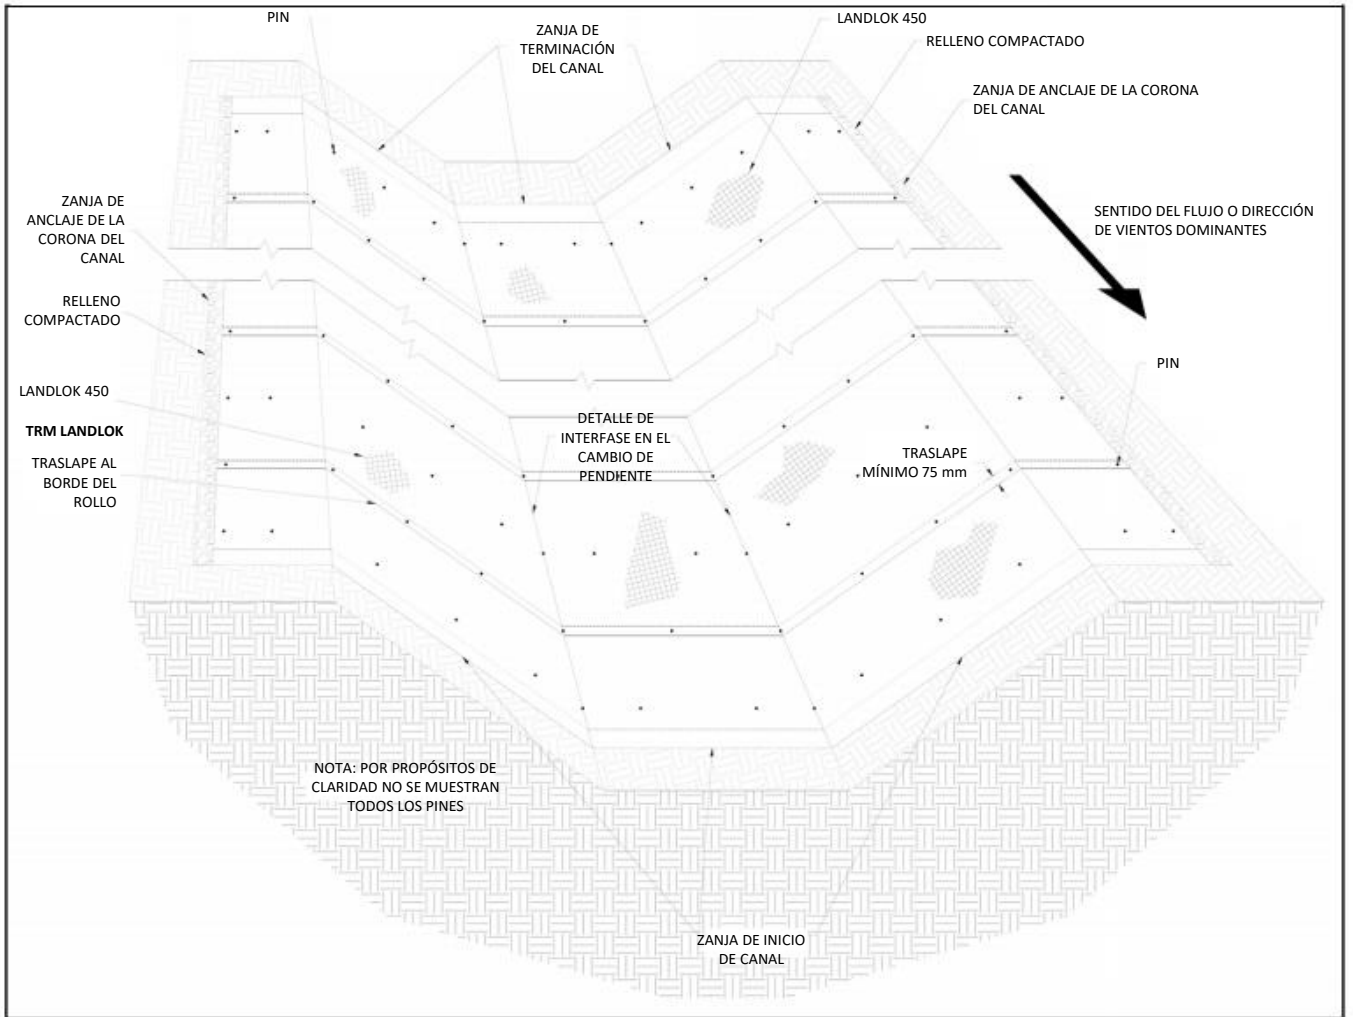 PIN
ZANJA DE
TERMINACIÓN
DEL CANAL
LANDLOK 450
RELLENO COMPACTADO
ZANJA DE ANCLAJE DE LA CORONA
DEL CANAL
ZANJA DE
ANCLAJE DE LA
CORONA DEL
CANAL
SENTIDO DEL FLUJO O DIRECCIÓN
DE VIENTOS DOMINANTES
RELLENO
COMPACTADO
PIN
LANDLOK 450
TRM LANDLOK
TRASLAPE AL
BORDE DEL
ROLLO
DETALLE DE
INTERFASE EN EL
CAMBIO DE
PENDIENTE
TRASLAPE
MÍNIMO 75 mm
NOTA: POR PROPÓSITOS DE
CLARIDAD NO SE MUESTRAN
TODOS LOS PINES
ZANJA DE INICIO
DE CANAL